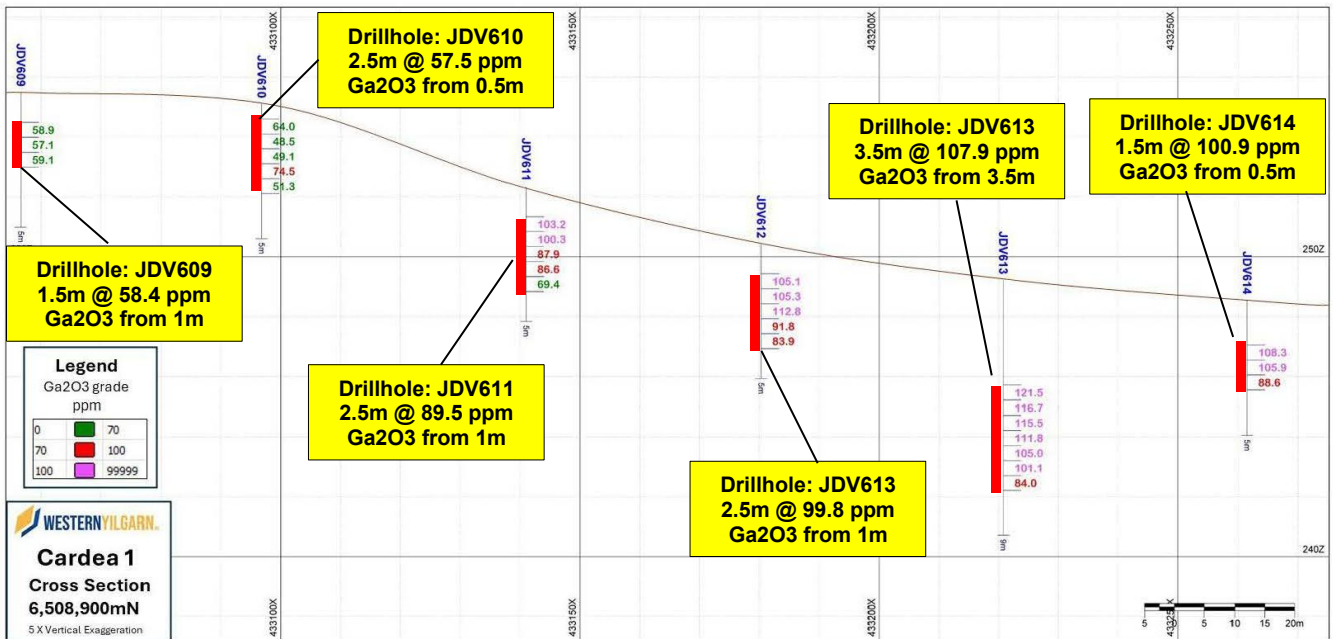 433100X
433150X
433200X
433250X
JDV609
58.9
57.1
59.1
5m
Drillhole: JDV609
1.5m @ 58.4 ppm
Ga2O3 from 1m
JDV610
64.0
48.5
49.1
74.5
51.3
5m
Drillhole: JDV610
2.5m @ 57.5 ppm
Ga2O3 from 0.5m
JDV611
103.2
100.3
87.9
86.6
69.4
5m
Drillhole: JDV611
2.5m @ 89.5 ppm
Ga2O3 from 1m
JDV612
105.1
105.3
112.8
91.8
83.9
5m
Drillhole: JDV613
2.5m @ 99.8 ppm
Ga2O3 from 1m
Drillhole: JDV613
3.5m @ 107.9 ppm
Ga2O3 from 3.5m
JDV613
121.5
116.7
115.5
111.8
105.0
101.1
84.0
9m
Drillhole: JDV614
1.5m @ 100.9 ppm
Ga2O3 from 0.5m
JDV614
108.3
105.9
88.6
5m
250Z
240Z
Legend
Ga2O3 grade
ppm
0 70
70 100
100 99999
WESTERNYILGARN
Cardea 1
Cross Section
6,508,900mN
5 X Vertical Exaggeration
433100X
433150X
433200X
433250X
5 0 5 10 15 20m